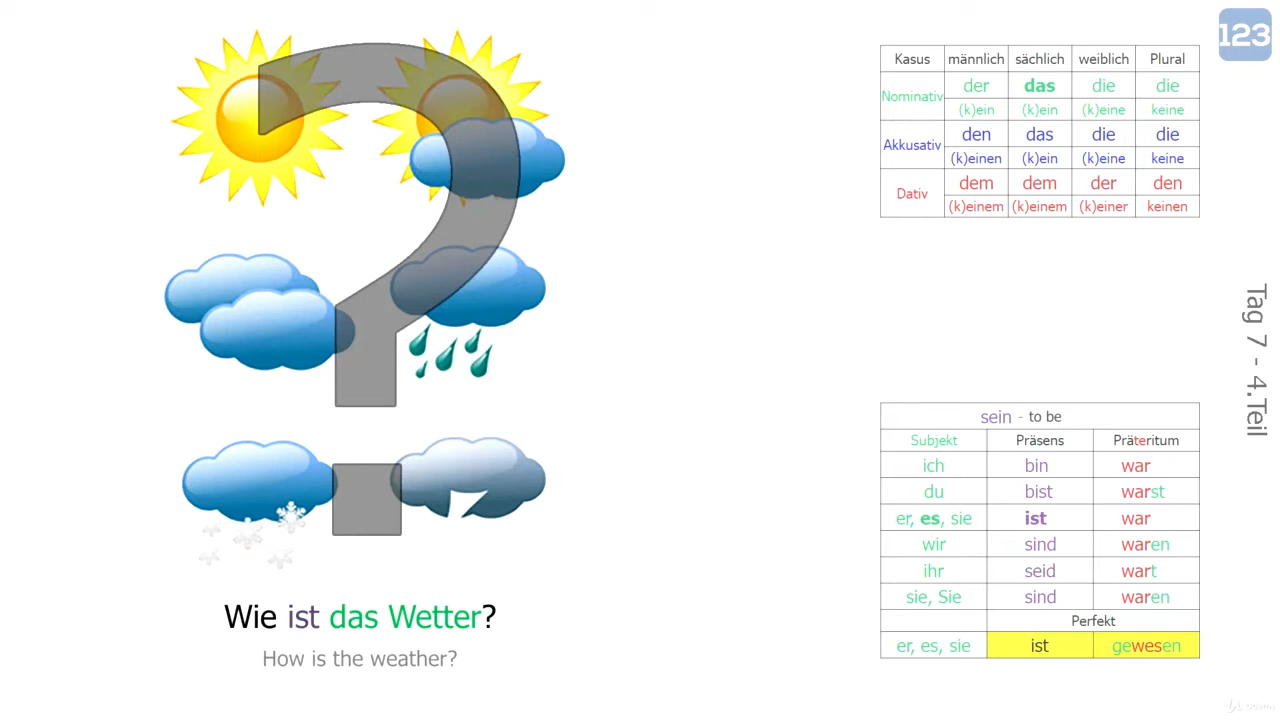 123
Kasus männlich sächlich weiblich Plural
Nominativ der das die die
(k)ein (k)ein (k)eine keine
Akkusativ den das die die
(k)einen (k)ein (k)eine keine
Dativ dem dem der den
(k)einem (k)einem (k)einer keinen
Tag 7 - 4.Teil
sein - to be
Subjekt Präsens Präteritum
ich bin war
du bist warst
er, es, sie ist war
wir sind waren
ihr seid wart
sie, Sie sind waren
Perfekt
er, es, sie ist gewesen
Wie ist das Wetter?
How is the weather?